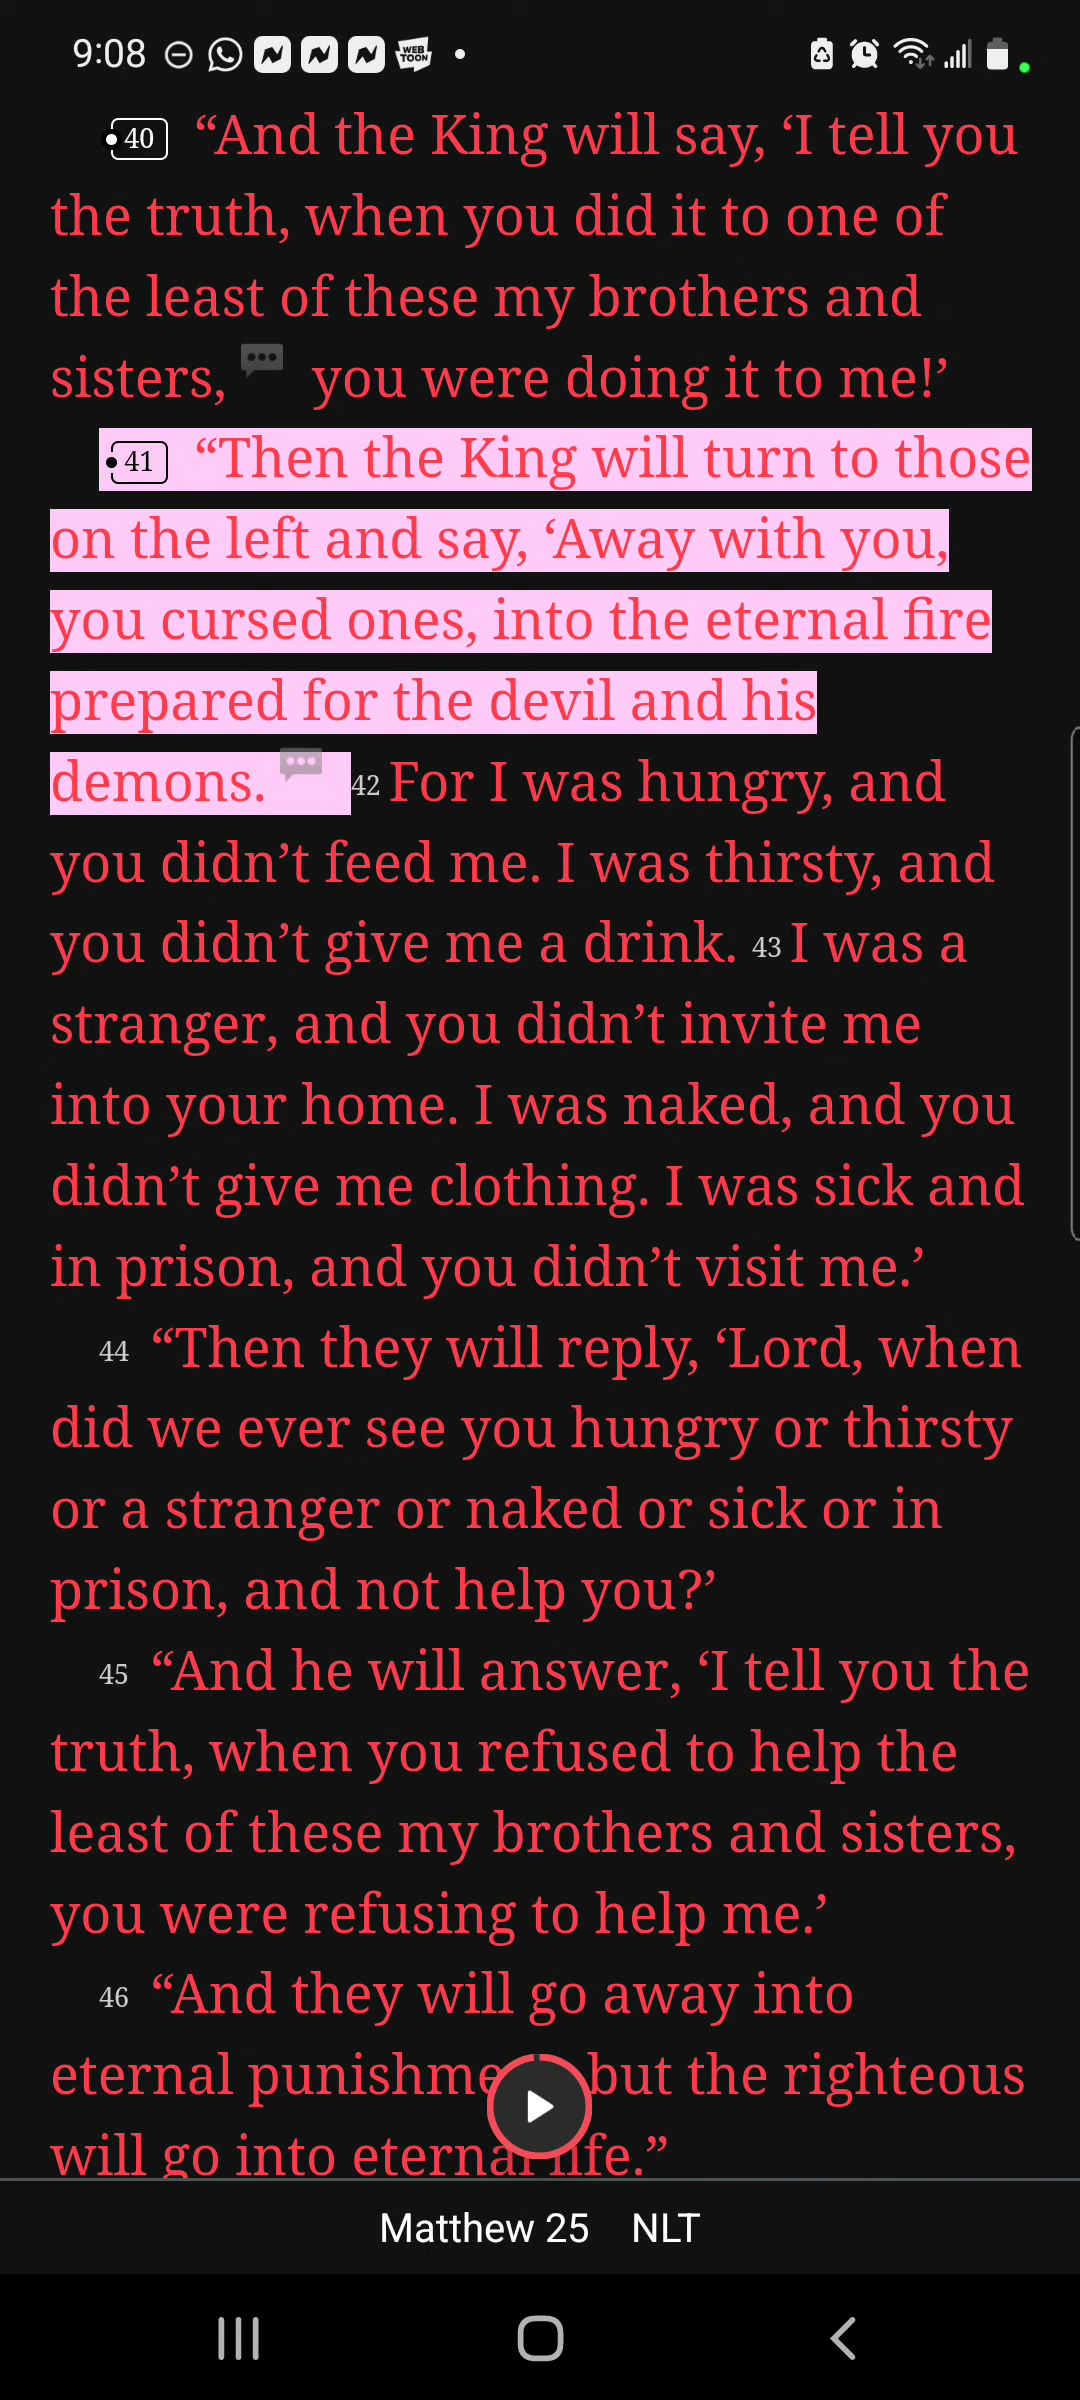 9:08
WEB
TOON
40 “And the King will say, ‘I tell you
the truth, when you did it to one of
the least of these my brothers and
sisters, you were doing it to me!’
41 “Then the King will turn to those
on the left and say, ‘Away with you,
you cursed ones, into the eternal fire
prepared for the devil and his
demons. 42 For I was hungry, and
you didn’t feed me. I was thirsty, and
you didn’t give me a drink. 43 I was a
stranger, and you didn’t invite me
into your home. I was naked, and you
didn’t give me clothing. I was sick and
in prison, and you didn’t visit me.’
44 “Then they will reply, ‘Lord, when
did we ever see you hungry or thirsty
or a stranger or naked or sick or in
prison, and not help you?’
45 “And he will answer, ‘I tell you the
truth, when you refused to help the
least of these my brothers and sisters,
you were refusing to help me.’
46 “And they will go away into
eternal punishme but the righteous
will go into eternal life.”
Matthew 25 NLT